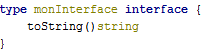 type monInterface interface {
    toString()string
}